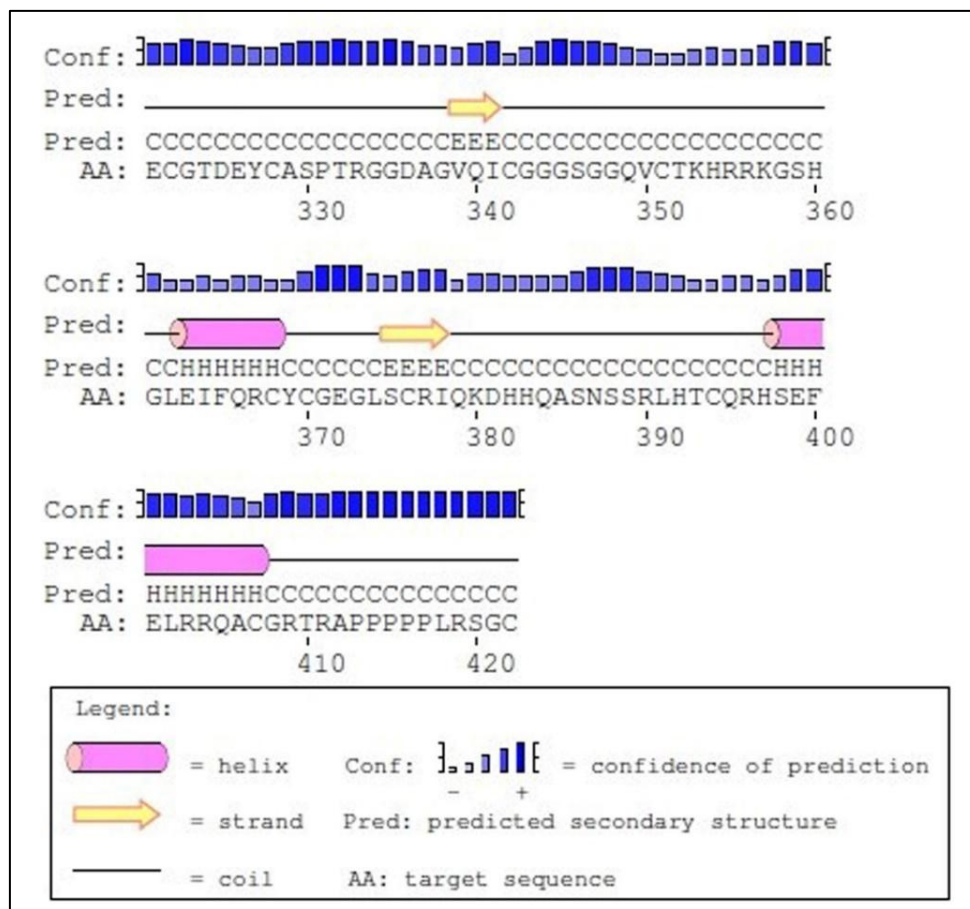 Conf:
Pred:
Pred: CCCCCCCCCCCCCCCCCCEEECCCCCCCCCCCCCCCCCCC
AA: ECGTDEYCASPTRGGDAGVQICGGGSGGQVCTKHRRKGSH
330 340 350 360
Conf:
Pred:
Pred: CCHHHHHHCCCCCCEEEECCCCCCCCCCCCCCCCCCCHHH
AA: GLEIFQRCYCGEGLSCRIQKDHHQASNSSRLHTCQRHSEF
370 380 390 400
Conf:
Pred:
Pred: HHHHHHHCCCCCCCCCCCCCCC
AA: ELRRQACGRTRAPPPPPLRSGC
410 420
Legend:
= helix Conf: = confidence of prediction
- +
= strand Pred: predicted secondary structure
= coil AA: target sequence